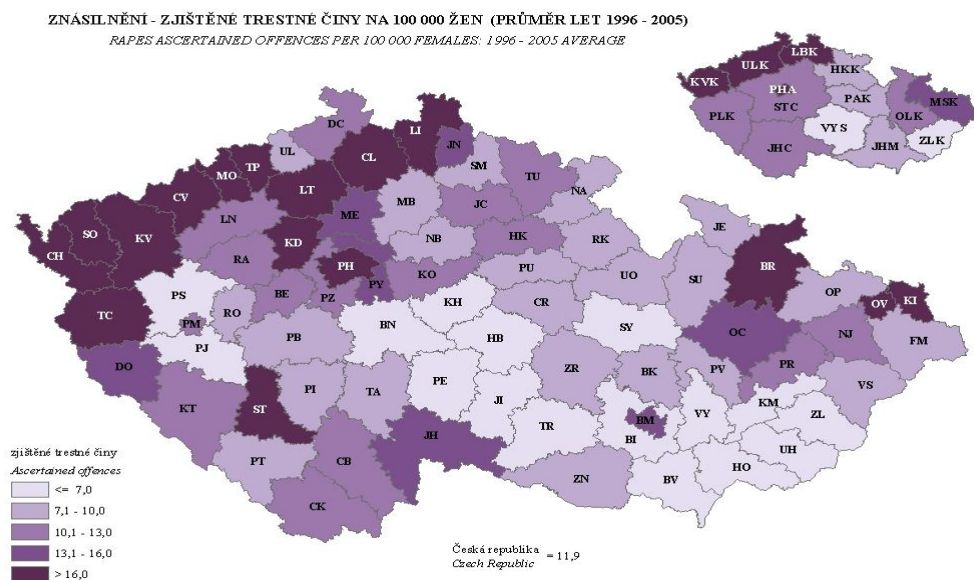 ZNÁSILNĚNÍ - ZJIŠTĚNÉ TRESTNÉ ČINY NA 100 000 ŽEN (PRŮMĚR LET 1996 - 2005)
RAPES ASCERTAINED OFFENCES PER 100 000 FEMALES: 1996 - 2005 AVERAGE
LBK
ULK
HKK
KVK
PHA
STC
PAK
MSK
PLK
OLK
VYS
ZLK
JHC
JHM
DC
LI
JN
UL
CL
TP
MO
SM
TU
CV
LT
NA
MB
ME
JC
LN
SO
KV
KD
NB
HK
RK
JE
CH
RA
PH
KO
PU
UO
SU
BR
PS
BE
PZ
PY
OP
OV
KI
TC
PM
RO
KH
CR
BN
SY
OC
NJ
FM
PB
HB
PJ
DO
ZR
BK
PV
PR
VS
PI
TA
PE
KT
ST
JI
KM
ZL
VY
TR
BM
JH
BI
UH
PT
CB
HO
ZN
BV
CK
zjištěné trestné činy
Ascertained offences
<= 7,0
7,1 - 10,0
10,1 - 13,0
13,1 - 16,0
> 16,0
Česká republika
Czech Republic
= 11,9